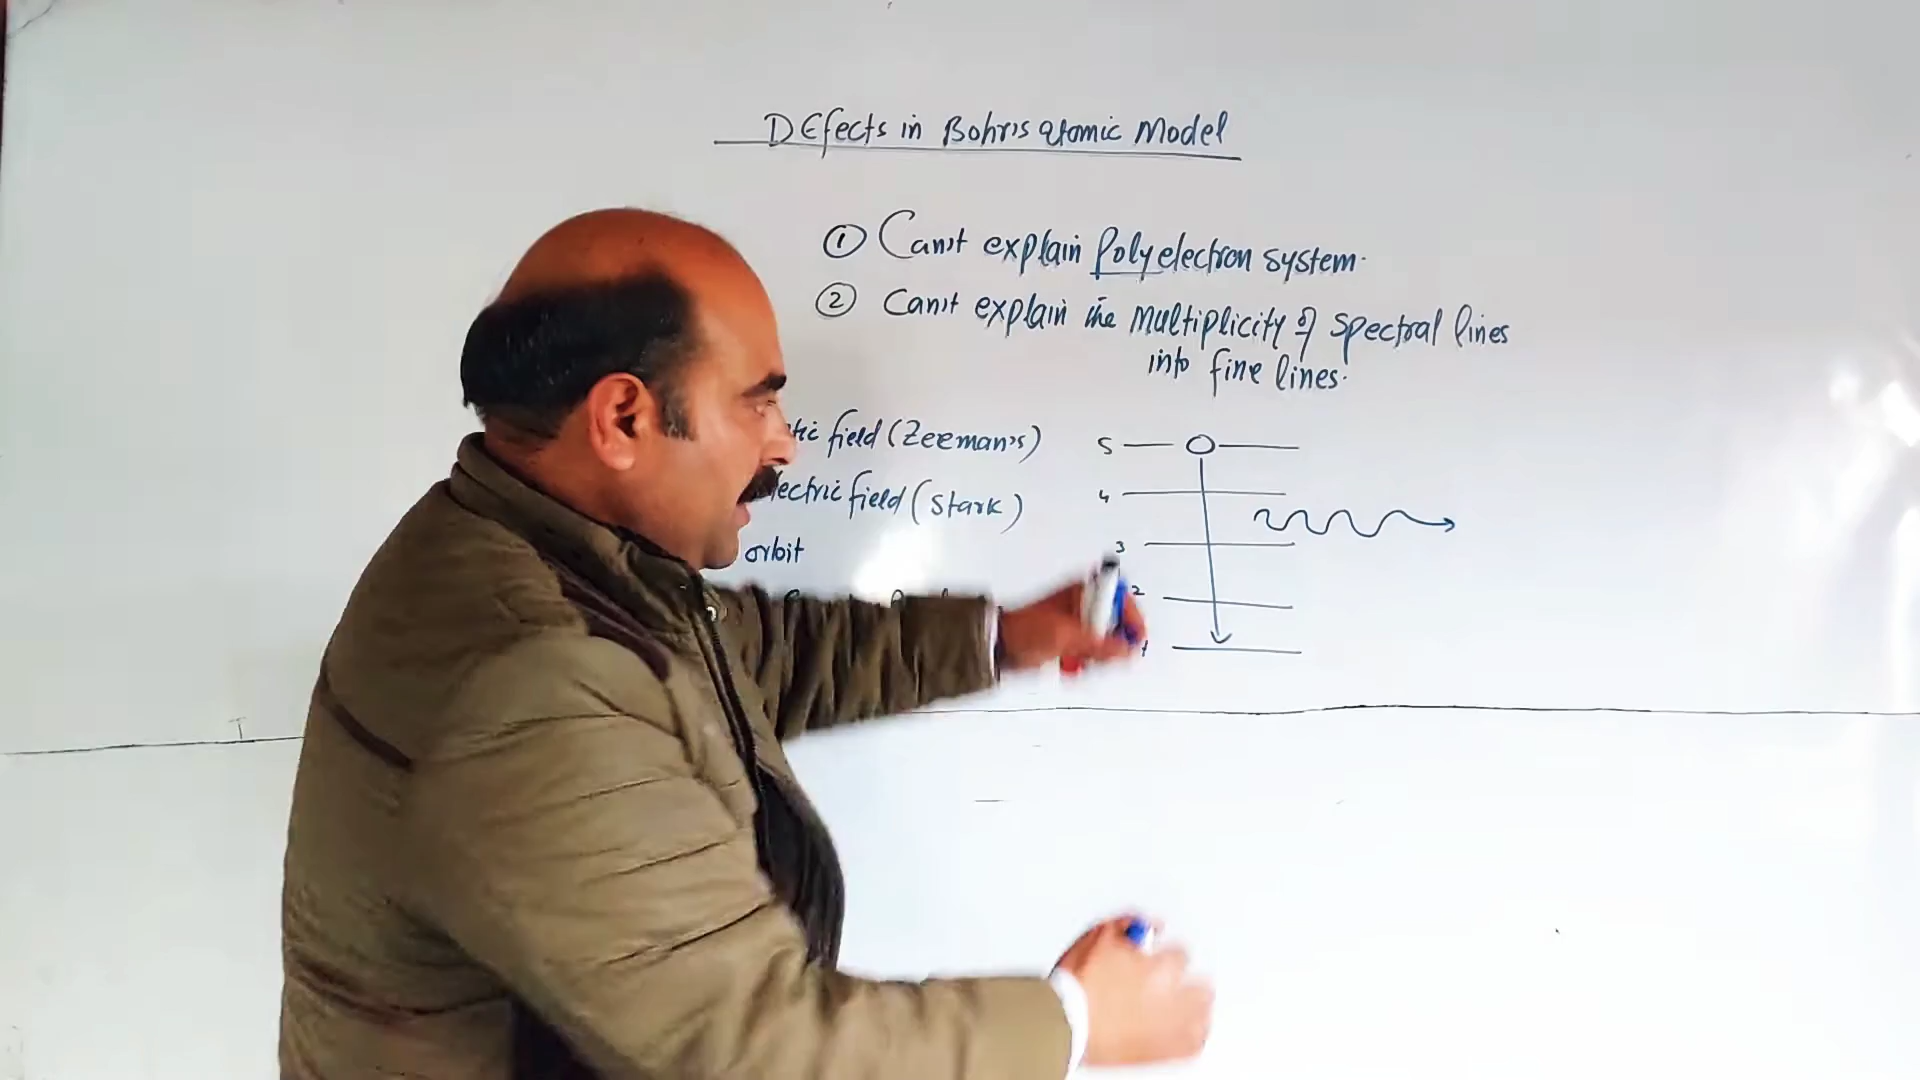 DEfects in Bohr's atomic Model
① Can't explain Polyelectron system.
② Can't explain the multiplicity of spectral lines
into fine lines.
field (Zeeman's)
field (Stark)
orbit
5
4
3
2
1